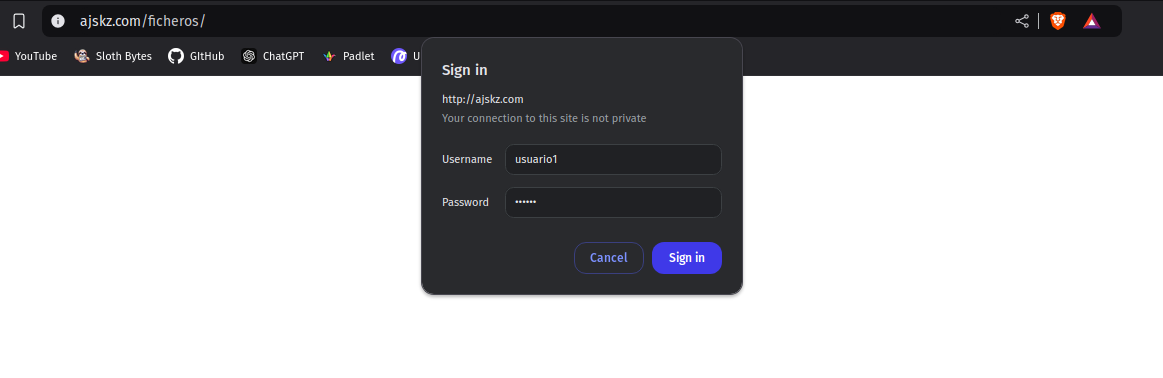 ajskz.com/ficheros/
YouTube Sloth Bytes GItHub ChatGPT Padlet U
Sign in
http://ajskz.com
Your connection to this site is not private
Username usuario1
Password ••••••
Cancel Sign in